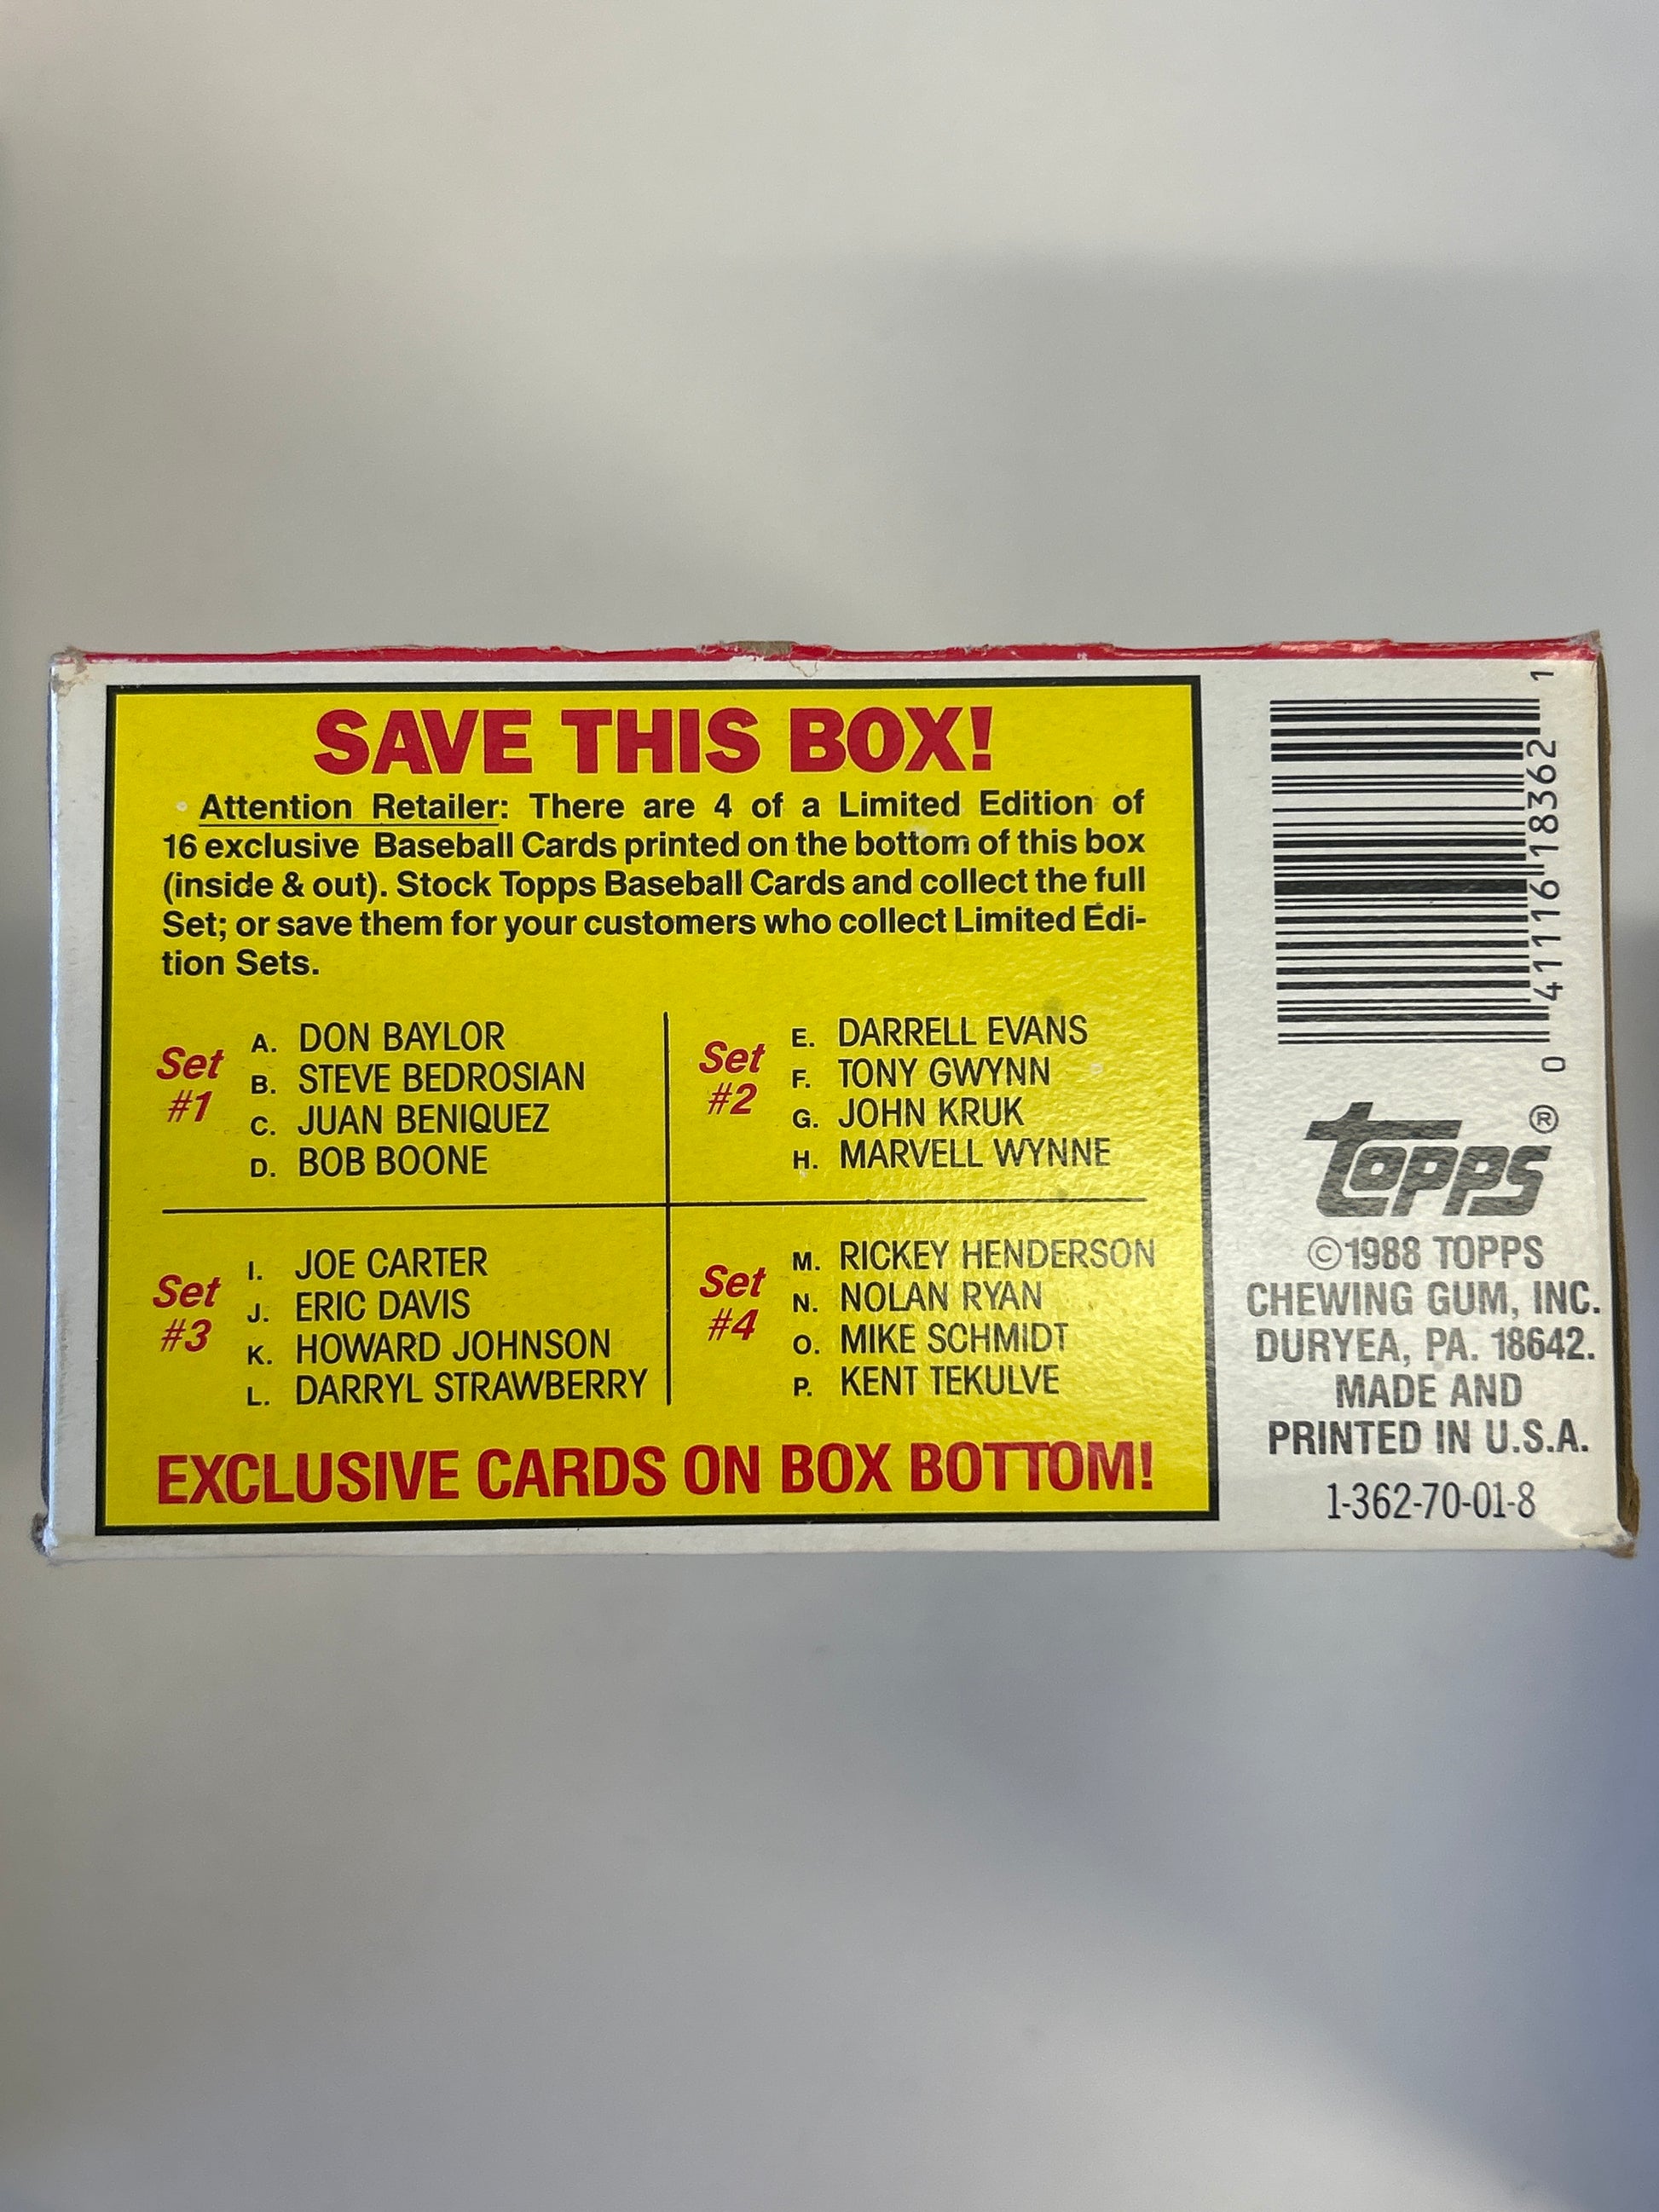 SAVE THIS BOX!
Attention Retailer: There are 4 of a Limited Edition of
16 exclusive Baseball Cards printed on the bottom of this box
(inside & out). Stock Topps Baseball Cards and collect the full
Set; or save them for your customers who collect Limited Edi-
tion Sets.
Set #1
A. DON BAYLOR
B. STEVE BEDROSIAN
C. JUAN BENIQUEZ
D. BOB BOONE
Set #2
E. DARRELL EVANS
F. TONY GWYNN
G. JOHN KRUK
H. MARVELL WYNNE
Set #3
I. JOE CARTER
J. ERIC DAVIS
K. HOWARD JOHNSON
L. DARRYL STRAWBERRY
Set #4
M. RICKEY HENDERSON
N. NOLAN RYAN
O. MIKE SCHMIDT
P. KENT TEKULVE
EXCLUSIVE CARDS ON BOX BOTTOM!
0 41116 18362 1
topps®
©1988 TOPPS
CHEWING GUM, INC.
DURYEA, PA. 18642.
MADE AND
PRINTED IN U.S.A.
1-362-70-01-8